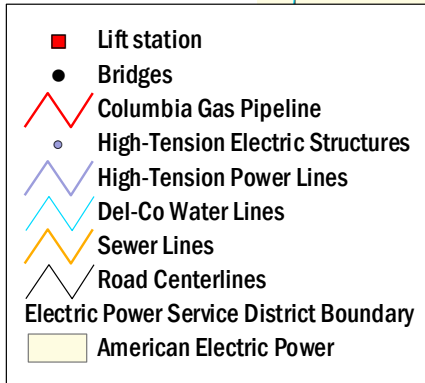 Lift station
Bridges
Columbia Gas Pipeline
High-Tension Electric Structures
High-Tension Power Lines
Del-Co Water Lines
Sewer Lines
Road Centerlines
Electric Power Service District Boundary
American Electric Power